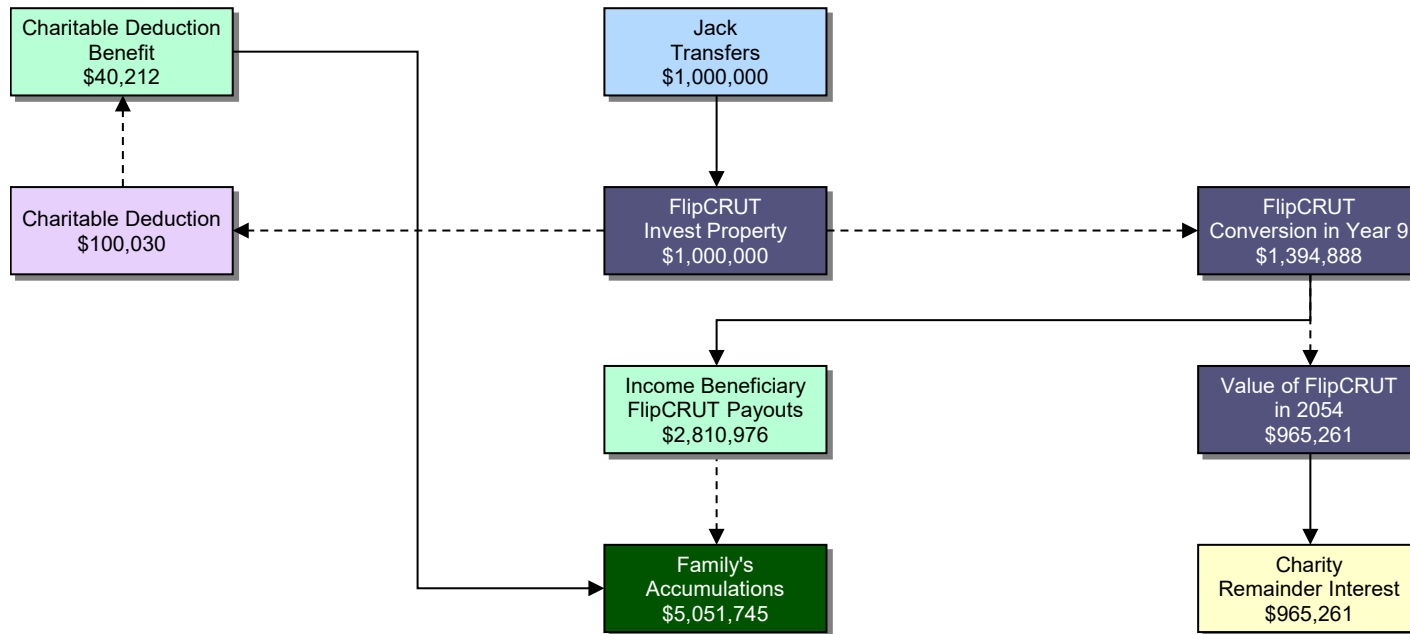 Charitable Deduction
Benefit
$40,212
Jack
Transfers
$1,000,000
Charitable Deduction
$100,030
FlipCRUT
Invest Property
$1,000,000
FlipCRUT
Conversion in Year 9
$1,394,888
Income Beneficiary
FlipCRUT Payouts
$2,810,976
Value of FlipCRUT
in 2054
$965,261
Family's
Accumulations
$5,051,745
Charity
Remainder Interest
$965,261